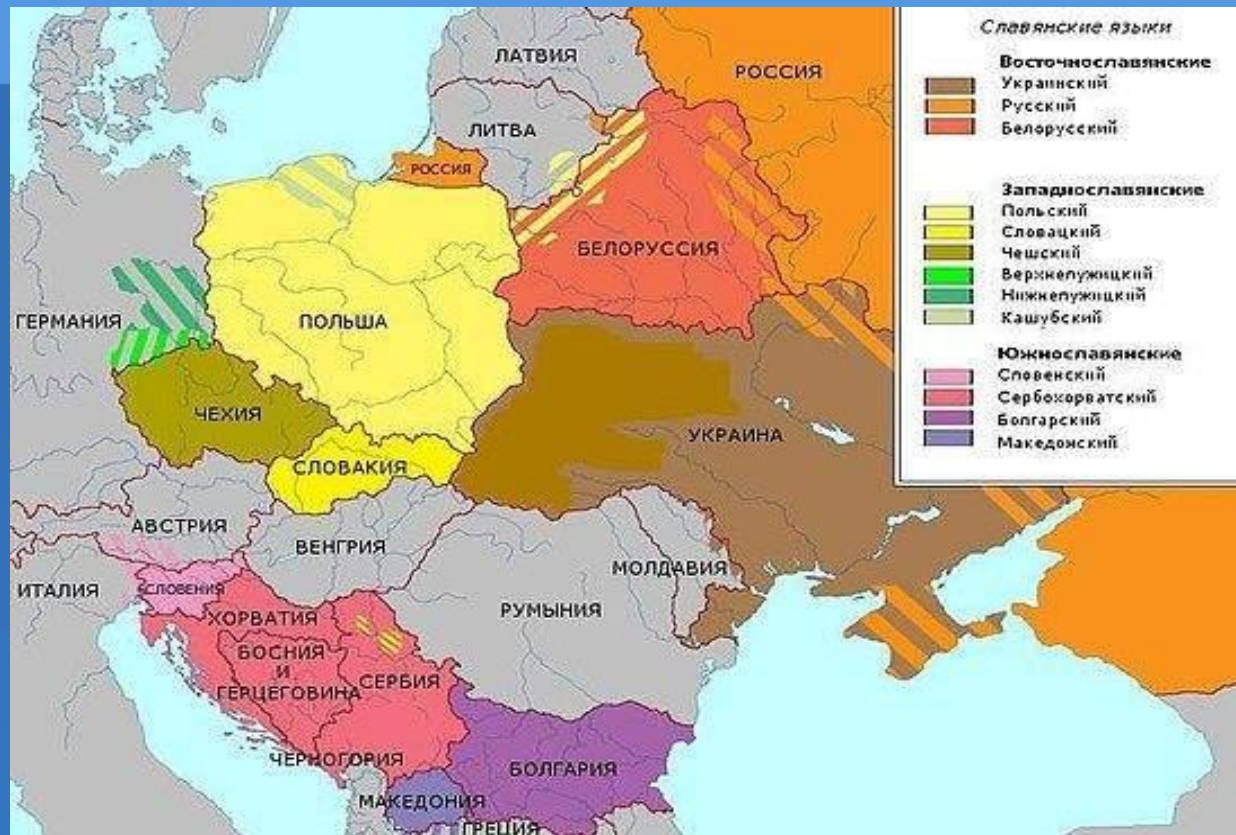 Славянские языки
Восточнославянские
Украинский
Русский
Белорусский
Западнославянские
Польский
Словацкий
Чешский
Верхнелужицкий
Нижнелужицкий
Кашубский
Южнославянские
Словенский
Сербохорватский
Болгарский
Македонский
ЛАТВИЯ
РОССИЯ
ЛИТВА
РОССИЯ
БЕЛОРУССИЯ
ГЕРМАНИЯ
ПОЛЬША
ЧЕХИЯ
УКРАИНА
СЛОВАКИЯ
АВСТРИЯ
ВЕНГРИЯ
МОЛДАВИЯ
ИТАЛИЯ
СЛОВЕНИЯ
ХОРВАТИЯ
РУМЫНИЯ
БОСНИЯ
И
ГЕРЦЕГОВИНА
СЕРБИЯ
ЧЕРНОГОРИЯ
БОЛГАРИЯ
МАКЕДОНИЯ
ГРЕЦИЯ